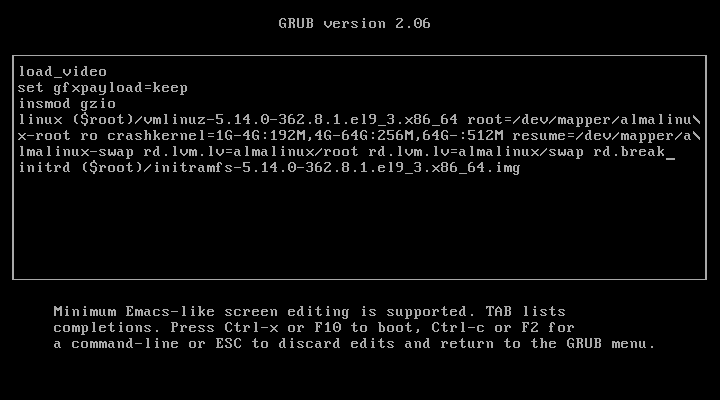 GRUB version 2.06
load_video
set gfxpayload=keep
insmod gzio
linux ($root)/vmlinuz-5.14.0-362.8.1.el9_3.x86_64 root=/dev/mapper/almalinu\
x-root ro crashkernel=1G-4G:192M,4G-64G:256M,64G-:512M resume=/dev/mapper/a\
lmalinux-swap rd.lvm.lv=almalinux/root rd.lvm.lv=almalinux/swap rd.break_
initrd ($root)/initramfs-5.14.0-362.8.1.el9_3.x86_64.img
Minimum Emacs-like screen editing is supported. TAB lists
completions. Press Ctrl-x or F10 to boot, Ctrl-c or F2 for
a command-line or ESC to discard edits and return to the GRUB menu.